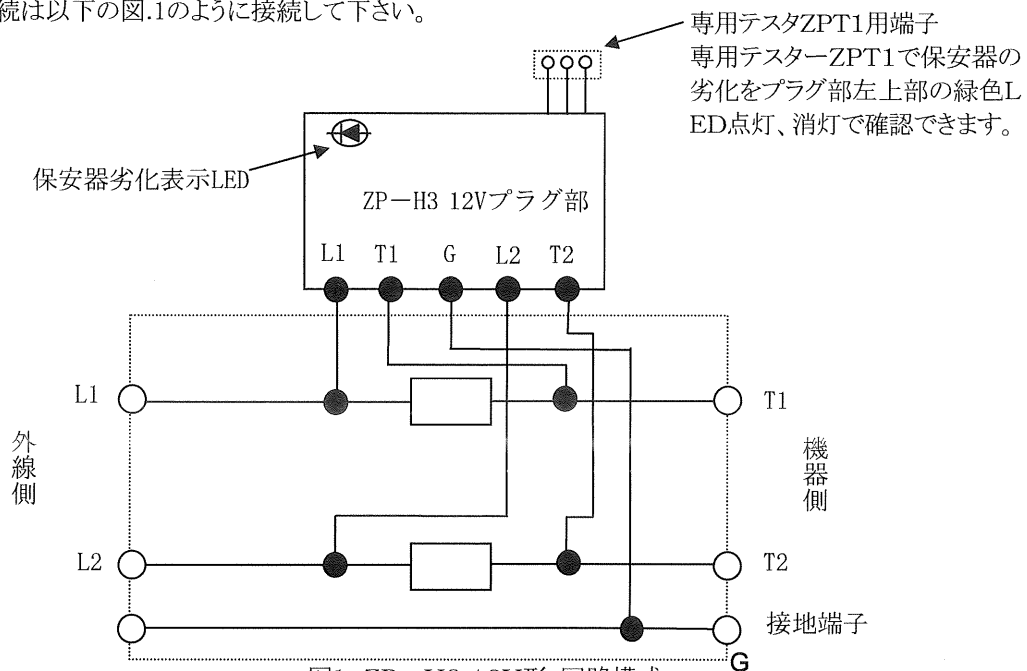 続は以下の図.1のように接続して下さい。
専用テスタZPT1用端子
専用テスターZPT1で保安器の
劣化をプラグ部左上部の緑色L
ED点灯、消灯で確認できます。
保安器劣化表示LED
ZP－H3 12Vプラグ部
L1 T1 G L2 T2
L1
T1
外線側
機器側
L2
T2
接地端子
G